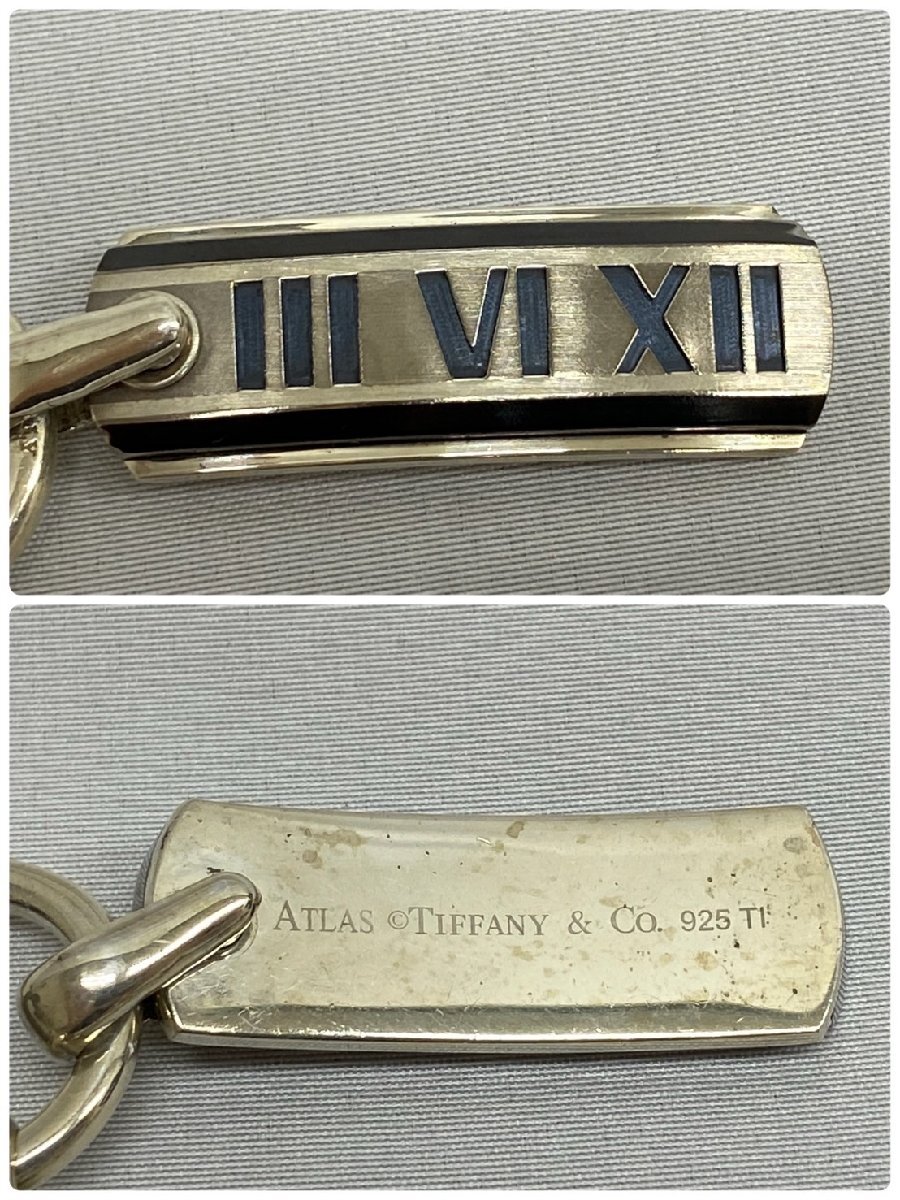 III VI XII
ATLAS ©TIFFANY & CO. 925 TI